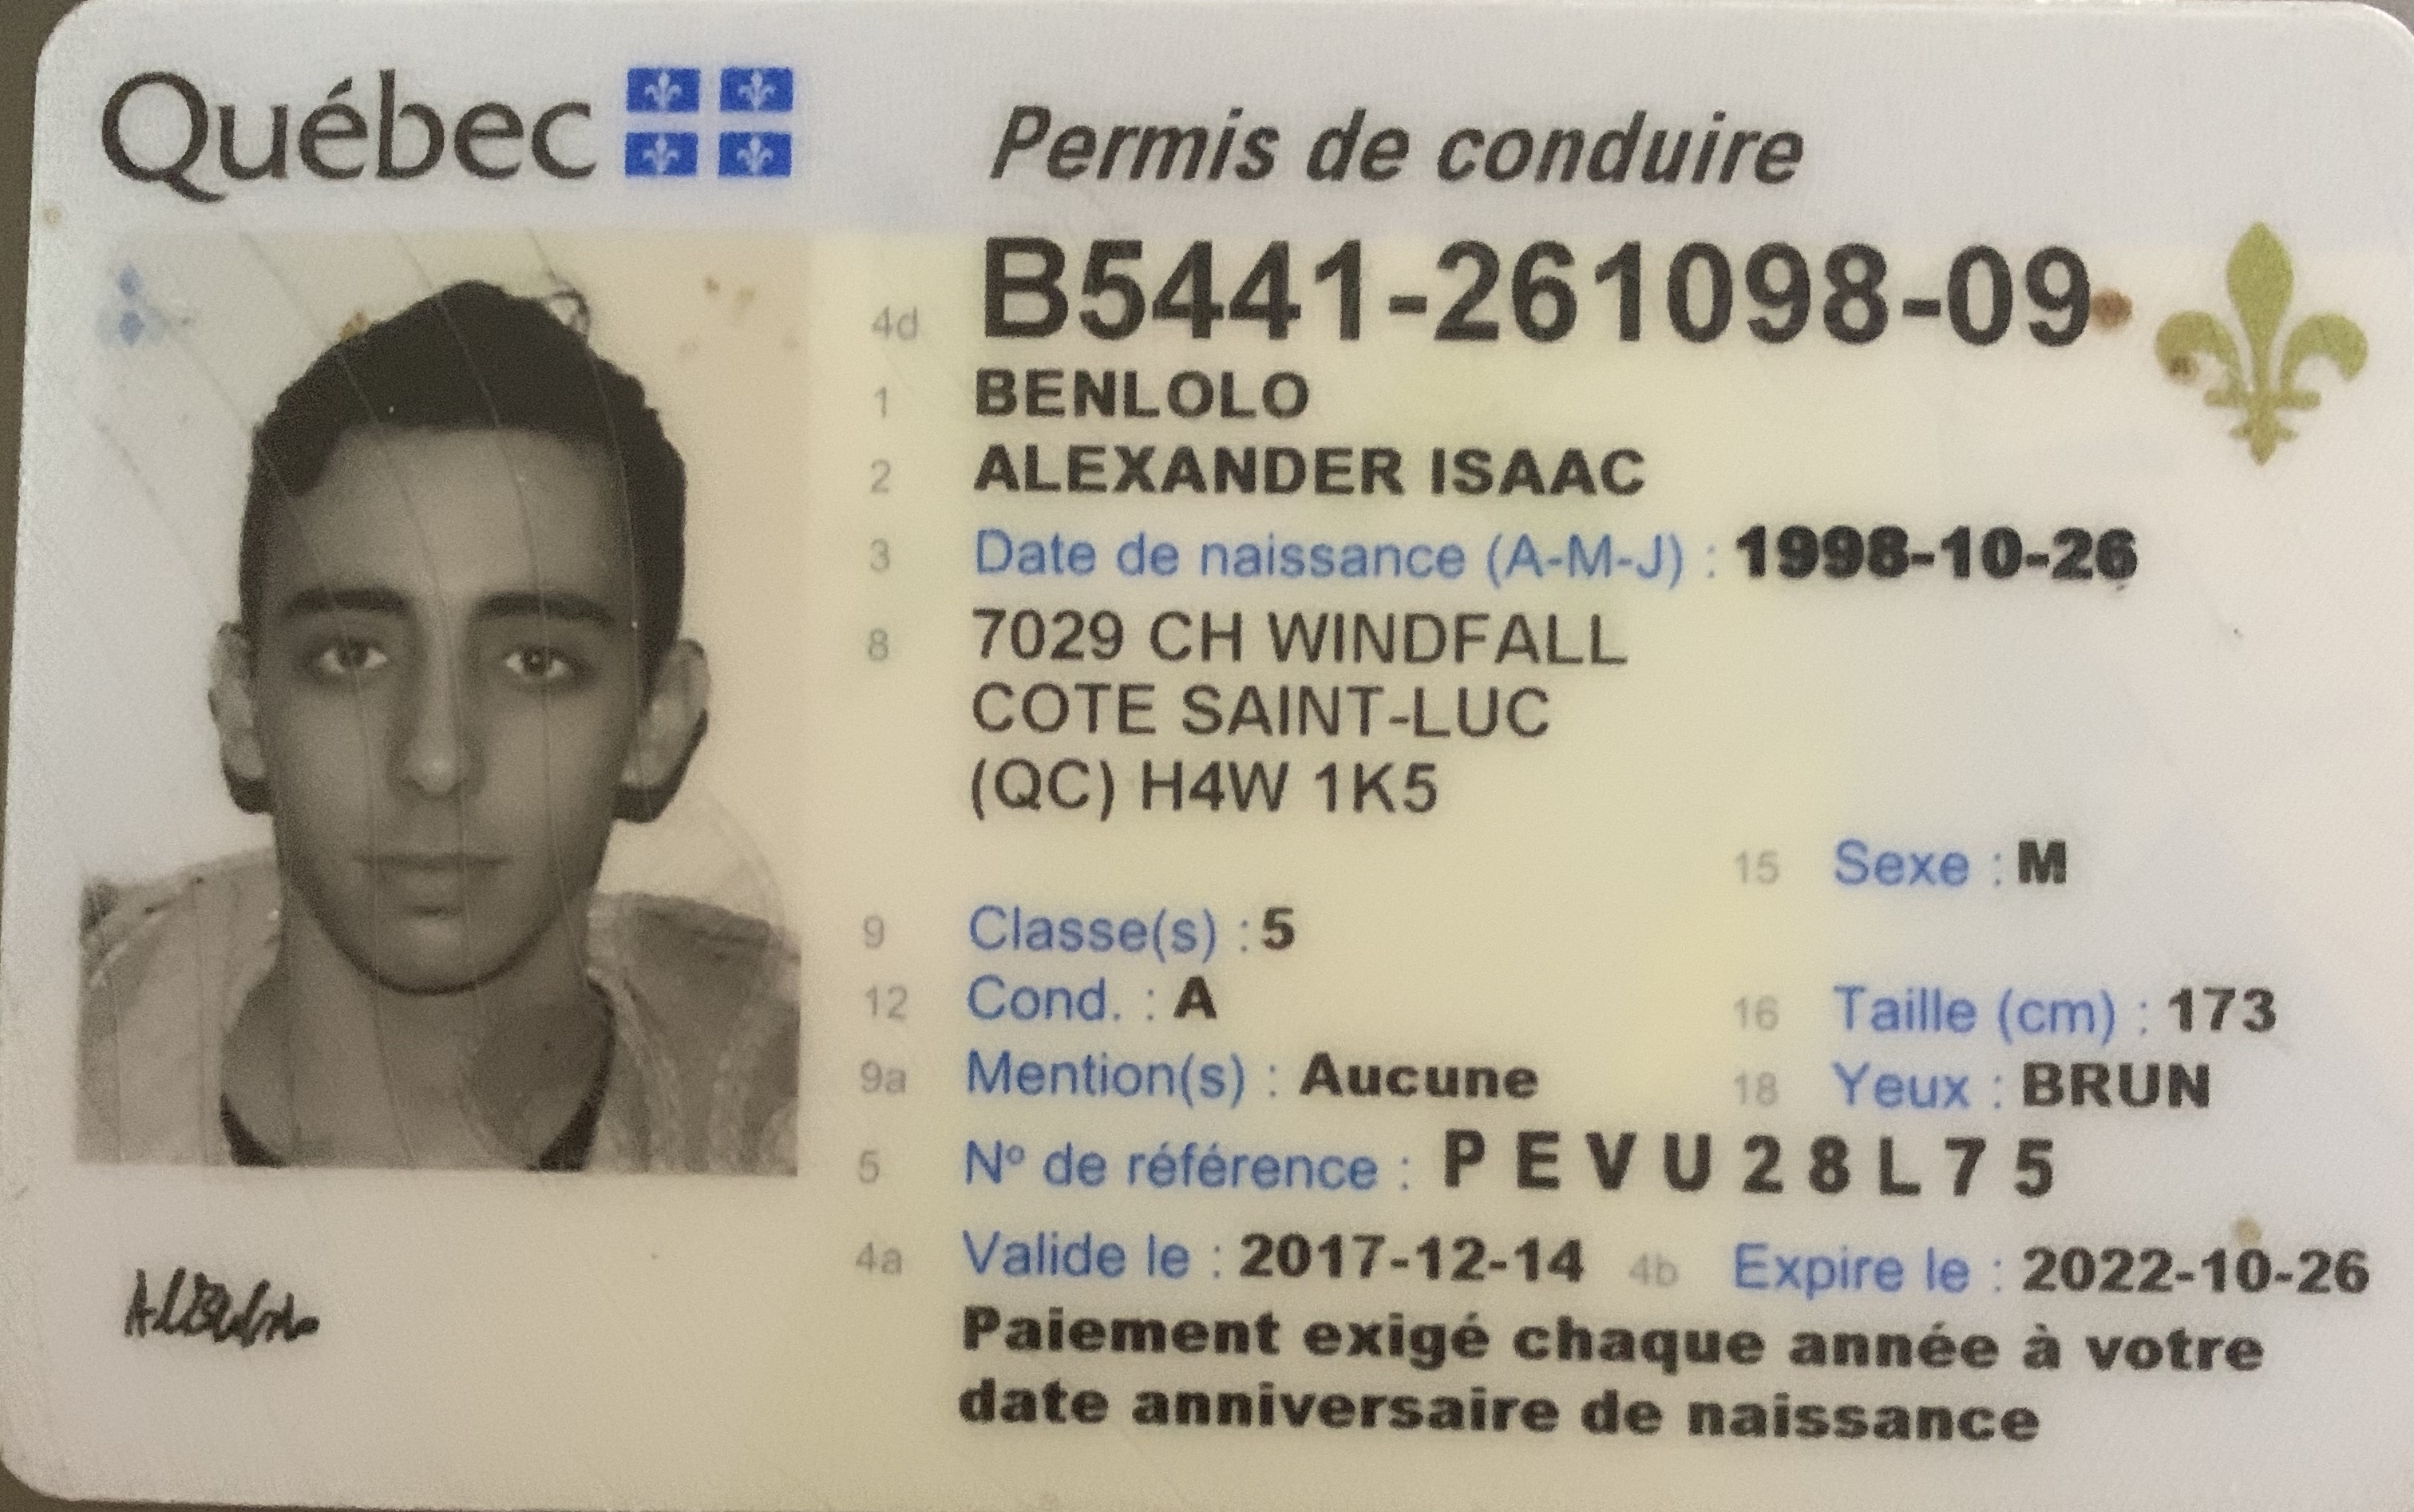 Québec
Permis de conduire
4d B5441-261098-09
1 BENLOLO
2 ALEXANDER ISAAC
3 Date de naissance (A-M-J) : 1998-10-26
8 7029 CH WINDFALL
COTE SAINT-LUC
(QC) H4W 1K5
15 Sexe : M
9 Classe(s) : 5
12 Cond. : A
16 Taille (cm) : 173
9a Mention(s) : Aucune
18 Yeux : BRUN
5 Nº de référence : P E V U 2 8 L 7 5
4a Valide le : 2017-12-14 4b Expire le : 2022-10-26
Paiement exigé chaque année à votre
date anniversaire de naissance